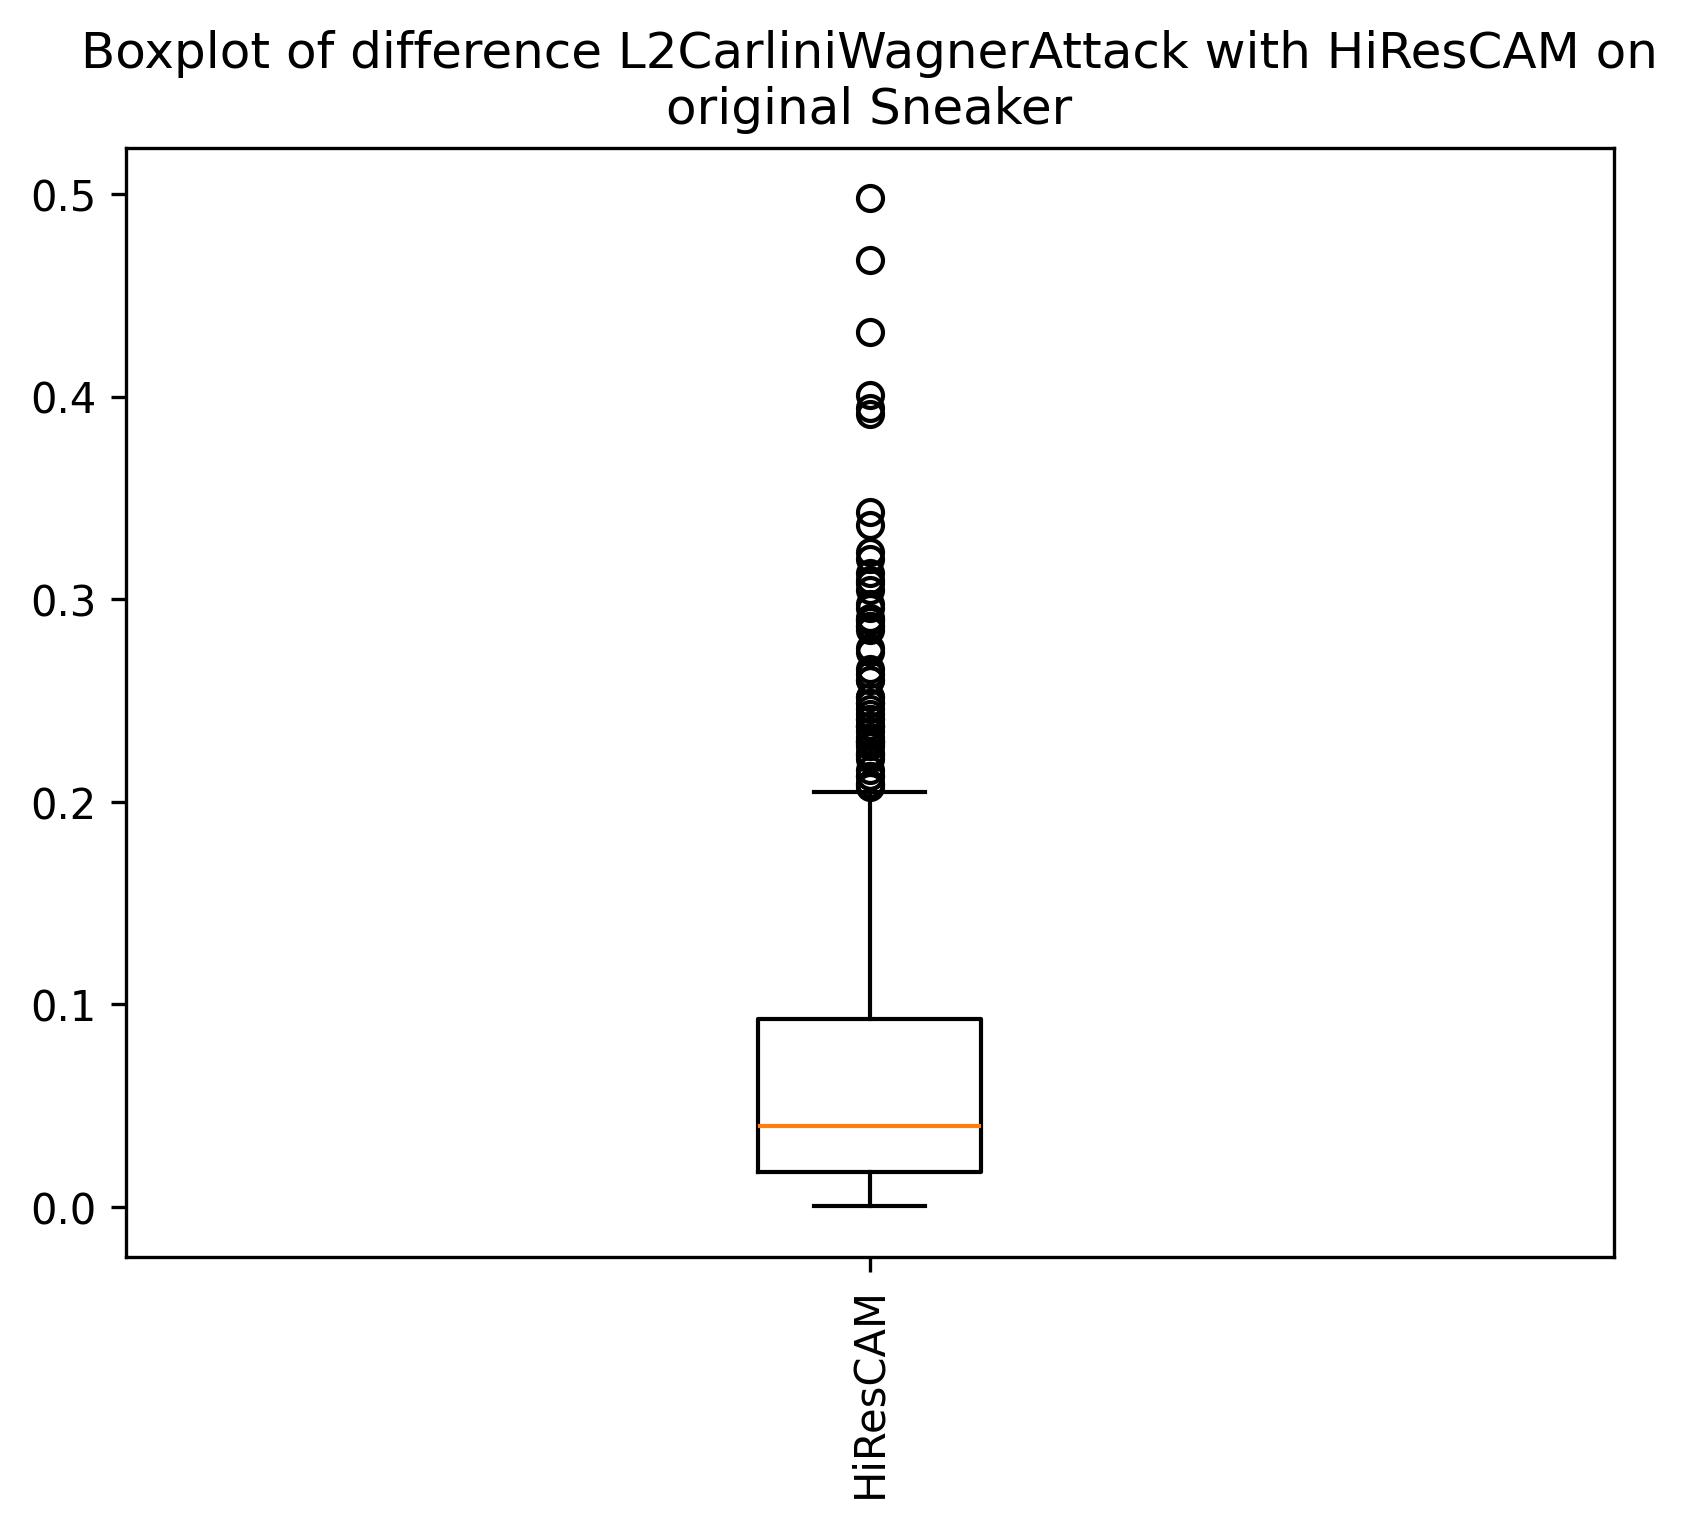 Boxplot of difference L2CarliniWagnerAttack with HiResCAM on
original Sneaker
0.5
0.4
0.3
0.2
0.1
0.0
HiResCAM